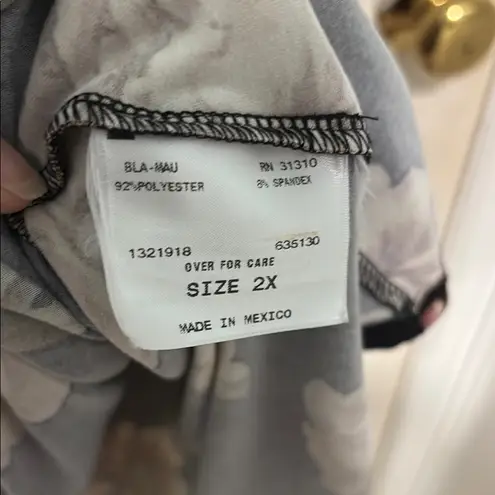 BLA-MAU RN 31310
92%POLYESTER 8% SPANDEX
1321918 635130
OVER FOR CARE
SIZE 2X
MADE IN MEXICO